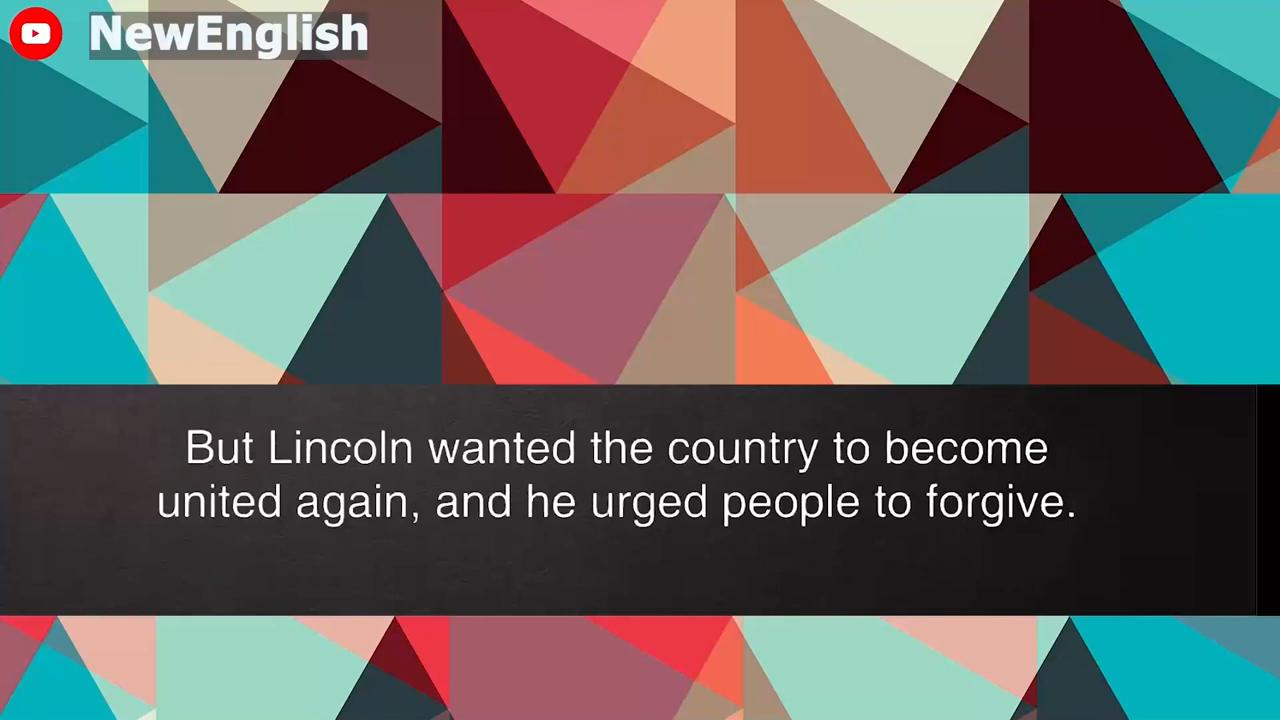 NewEnglish
But Lincoln wanted the country to become
united again, and he urged people to forgive.